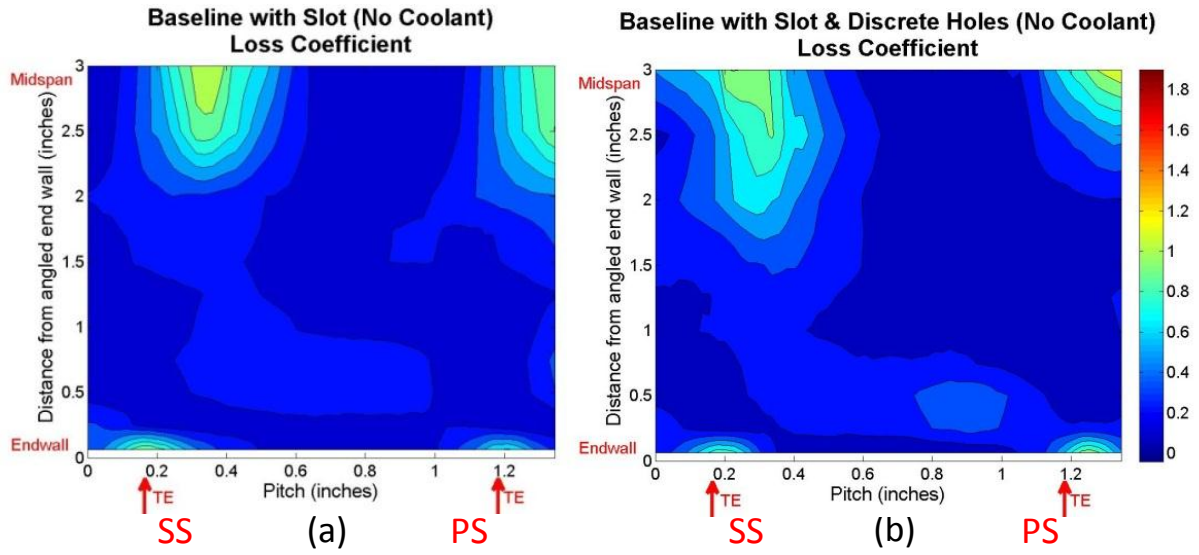 Baseline with Slot (No Coolant)
Loss Coefficient
Midspan
3
2.5
2
1.5
1
0.5
Endwall
0
Distance from angled end wall (inches)
0
0.2
0.4
0.6
0.8
1
1.2
Pitch (inches)
TE
TE
SS
(a)
PS
Baseline with Slot & Discrete Holes (No Coolant)
Loss Coefficient
Midspan
3
2.5
2
1.5
1
0.5
Endwall
0
Distance from angled end wall (inches)
0
0.2
0.4
0.6
0.8
1
1.2
Pitch (inches)
TE
TE
SS
(b)
PS
1.8
1.6
1.4
1.2
1
0.8
0.6
0.4
0.2
0